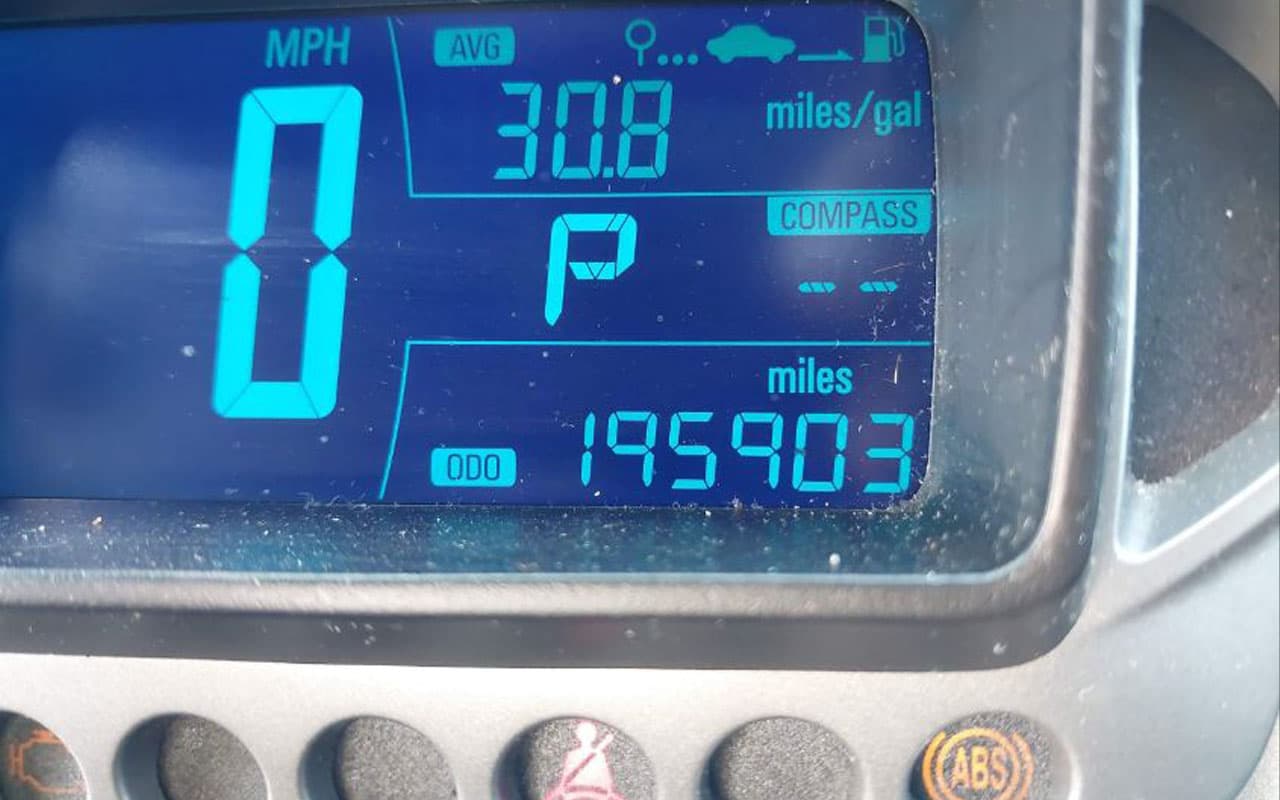 MPH
0
AVG
30.8 miles/gal
P
COMPASS
-- --
miles
ODO 195903
ABS